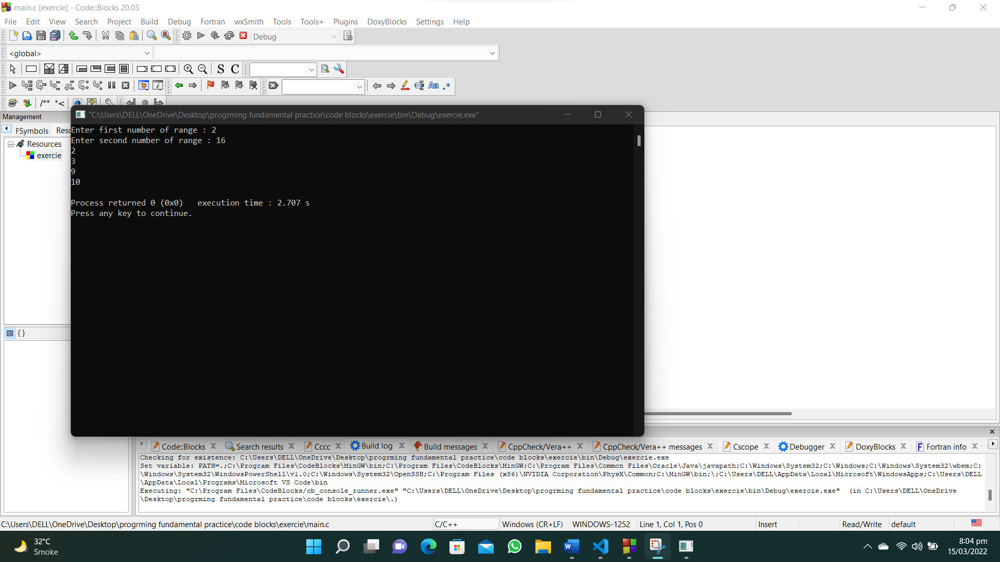 main.c [exercie] - Code::Blocks 20.03
File Edit View Search Project Build Debug Fortran wxSmith Tools Tools+ Plugins DoxyBlocks Settings Help
Debug
<global>
S C
Aa .*
/** *<
Management
FSymbols
Resources
exercie
{}
"C:\Users\DELL\OneDrive\Desktop\progrming fundamental practice\code blocks\exercie\bin\Debug\exercie.exe"
Enter first number of range : 2
Enter second number of range : 16
2
3
9
10
Process returned 0 (0x0)   execution time : 2.707 s
Press any key to continue.
Code::Blocks Search results Cccc Build log Build messages CppCheck/Vera++ CppCheck/Vera++ messages Cscope Debugger DoxyBlocks Fortran info
Checking for existence: C:\Users\DELL\OneDrive\Desktop\progrming fundamental practice\code blocks\exercie\bin\Debug\exercie.exe
Set variable: PATH=.;C:\Program Files\CodeBlocks\MinGW\bin;C:\Program Files\CodeBlocks\MinGW;C:\Program Files\Common Files\Oracle\Java\javapath;C:\Windows\System32;C:\Windows;C:\Windows\System32\wbem;C:
\Windows\System32\WindowsPowerShell\v1.0;C:\Windows\System32\OpenSSH;C:\Program Files (x86)\NVIDIA Corporation\PhysX\Common;C:\MinGW\bin;\;C:\Users\DELL\AppData\Local\Microsoft\WindowsApps;C:\Users\DELL
\AppData\Local\Programs\Microsoft VS Code\bin
Executing: "C:\Program Files\CodeBlocks/cb_console_runner.exe" "C:\Users\DELL\OneDrive\Desktop\progrming fundamental practice\code blocks\exercie\bin\Debug\exercie.exe"  (in C:\Users\DELL\OneDrive
\Desktop\progrming fundamental practice\code blocks\exercie\.)
C:\Users\DELL\OneDrive\Desktop\progrming fundamental practice\code blocks\exercie\main.c C/C++ Windows (CR+LF) WINDOWS-1252 Line 1, Col 1, Pos 0 Insert Read/Write default
32°C
Smoke
8:04 pm
15/03/2022